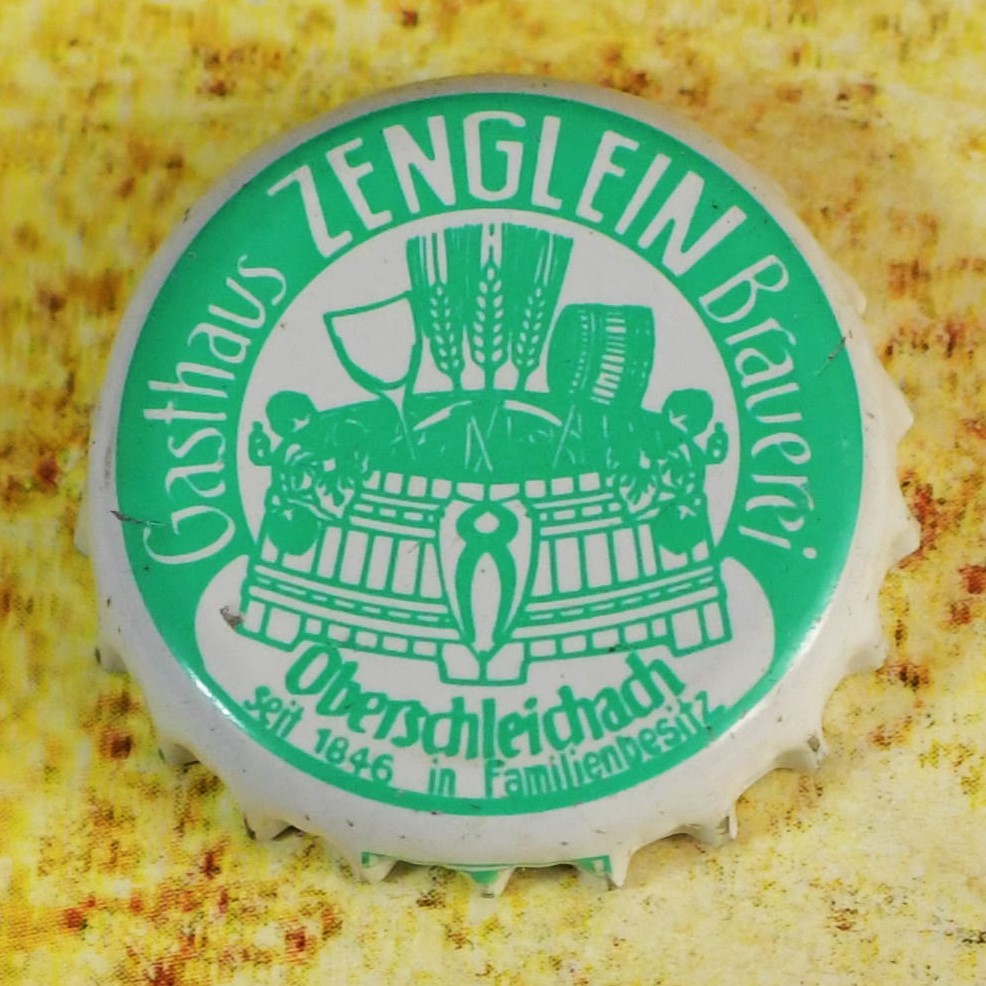 Gasthaus ZENGLEIN Brauerei
Oberschleichach
seit 1846 in Familienbesitz